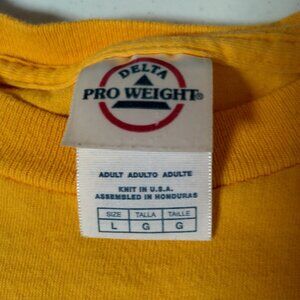 DELTA
PRO WEIGHT®
ADULT ADULTO ADULTE
KNIT IN U.S.A.
ASSEMBLED IN HONDURAS
SIZE TALLA TAILLE
L G G